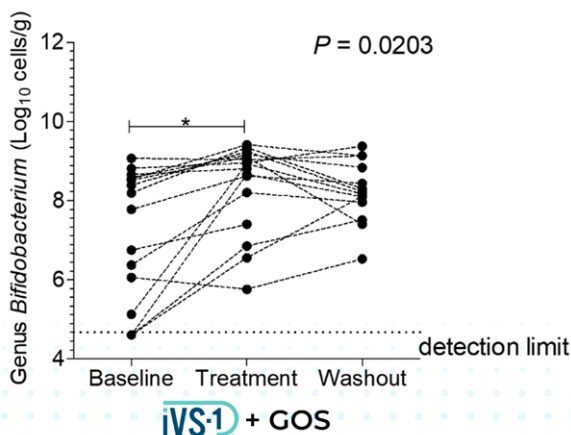 Genus Bifidobacterium (Log10 cells/g)
12
10
8
6
4
P = 0.0203
*
detection limit
Baseline Treatment Washout
iVS-1 + GOS